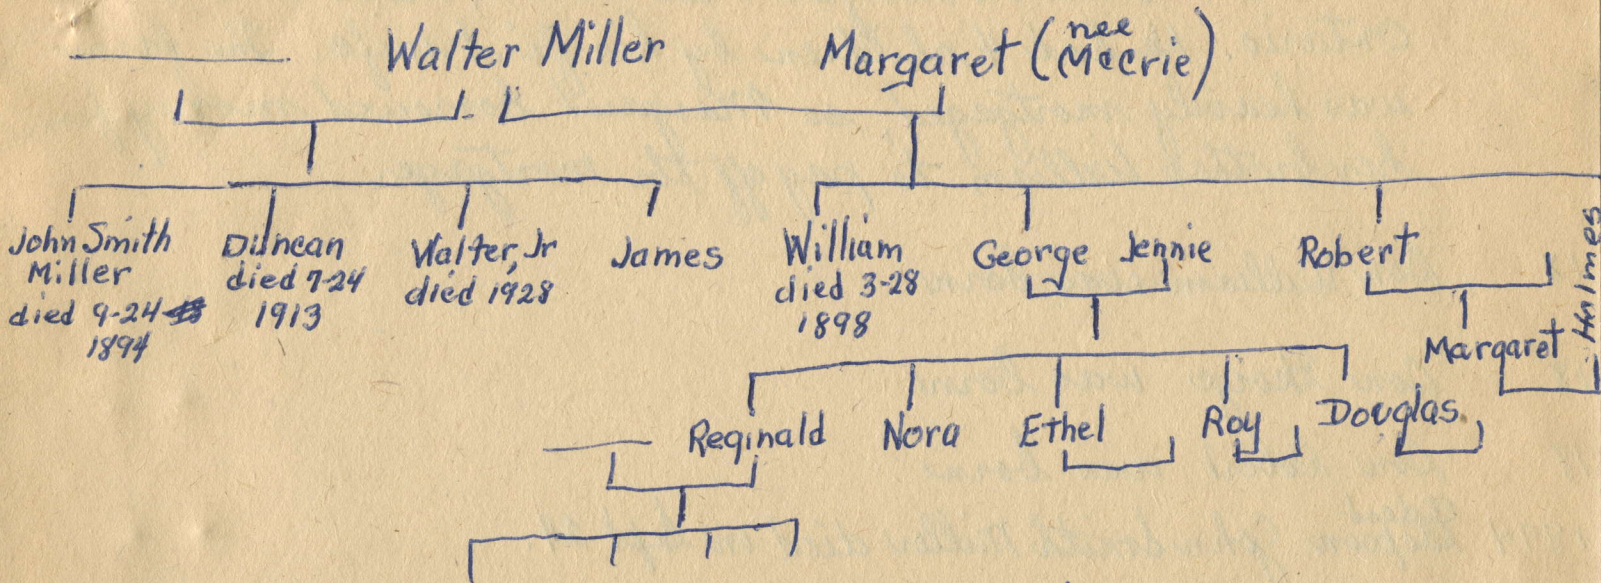 Walter Miller Margaret (nee McCrie)
John Smith Duncan Walter, Jr James William George Jennie Robert
Miller died 7-24 died 1928 died 3-28
died 9-24 1913 1898
1894
Margaret
Holmes
Reginald Nora Ethel Roy Douglas